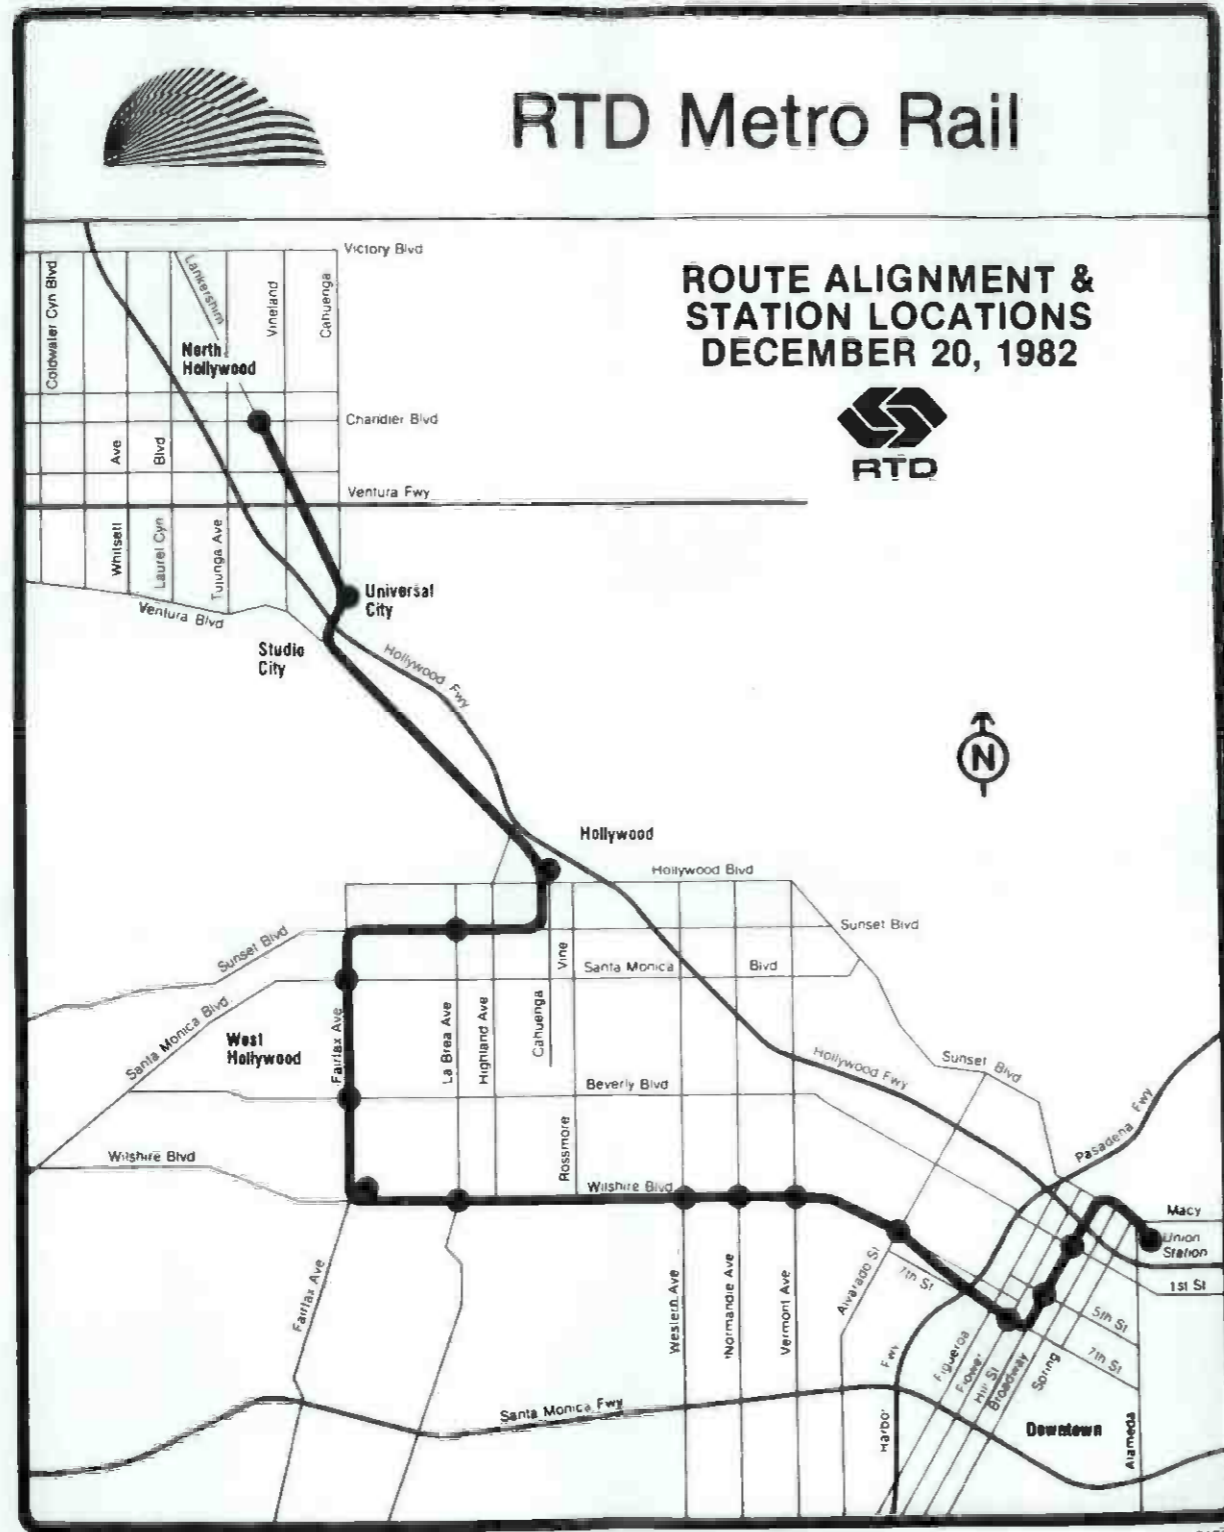 RTD Metro Rail
ROUTE ALIGNMENT &
STATION LOCATIONS
DECEMBER 20, 1982
RTD
Victory Blvd
Coldwater Cyn Blvd
Lankershim
Vineland
Cahuenga
North
Hollywood
Chandler Blvd
Ave
Blvd
Ventura Fwy
Whitsett
Laurel Cyn
Tujunga Ave
Ventura Blvd
Universal
City
Studio
City
Hollywood Fwy
N
Hollywood
Hollywood Blvd
Sunset Blvd
Sunset Blvd
Vine
Santa Monica
Blvd
Santa Monica Blvd.
West
Hollywood
Fairfax Ave
La Brea Ave
Highland Ave
Cahuenga
Hollywood Fwy
Sunset Blvd
Beverly Blvd
Pasadena Fwy
Rossmore
Wilshire Blvd
Wilshire Blvd
Macy
Union
Station
1st St
Fairfax Ave
Western Ave
Normandie Ave
Vermont Ave
Alvarado St
7th St
5th St
7th St
Fwy
Harbor
Figueroa
Flower
Hill St
Broadway
Spring
Santa Monica Fwy
Downtown
Alameda